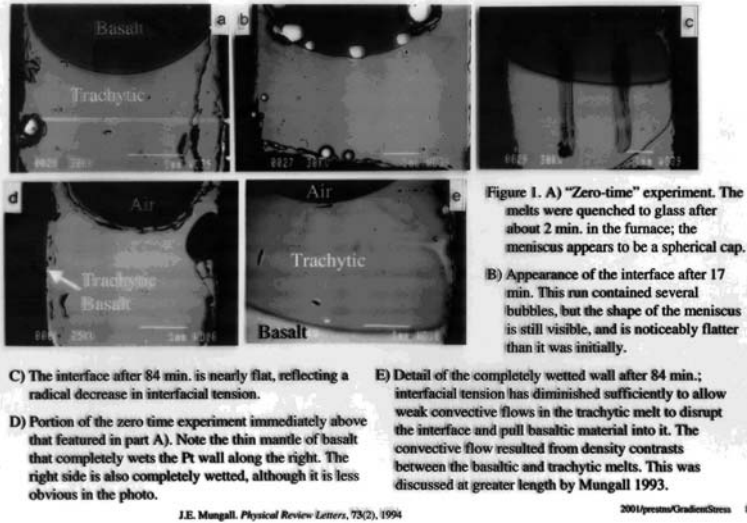 a
b
c
Basalt
Trachytic
0029 30KV
0027 30KV
0029 30KV
d
e
Air
Air
Trachytic
Trachytic
Basalt
Basalt
Figure 1. A) “Zero-time” experiment. The
melts were quenched to glass after
about 2 min. in the furnace; the
meniscus appears to be a spherical cap.
B) Appearance of the interface after 17
min. This run contained several
bubbles, but the shape of the meniscus
is still visible, and is noticeably flatter
than it was initially.
C) The interface after 84 min. is nearly flat, reflecting a
radical decrease in interfacial tension.
D) Portion of the zero time experiment immediately above
that featured in part A). Note the thin mantle of basalt
that completely wets the Pt wall along the right. The
right side is also completely wetted, although it is less
obvious in the photo.
E) Detail of the completely wetted wall after 84 min.;
interfacial tension has diminished sufficiently to allow
weak convective flows in the trachytic melt to disrupt
the interface and pull basaltic material into it. The
convective flow resulted from density contrasts
between the basaltic and trachytic melts. This was
discussed at greater length by Mungall 1993.
J.E. Mungall. Physical Review Letters, 73(2), 1994
2001/prestns/GradientStress